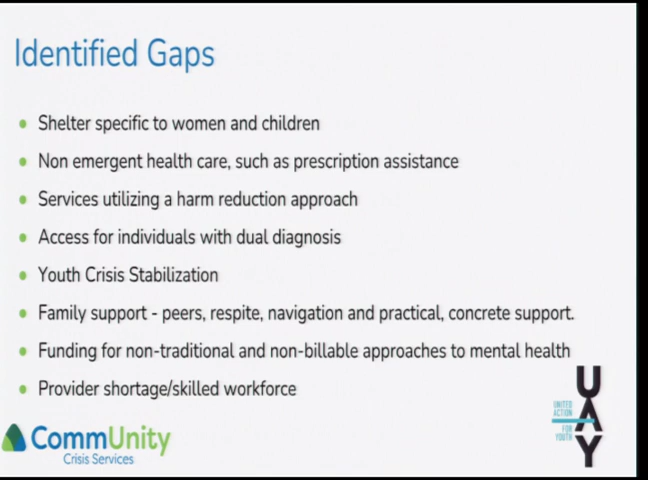 Identified Gaps
Shelter specific to women and children
Non emergent health care, such as prescription assistance
Services utilizing a harm reduction approach
Access for individuals with dual diagnosis
Youth Crisis Stabilization
Family support - peers, respite, navigation and practical, concrete support.
Funding for non-traditional and non-billable approaches to mental health
Provider shortage/skilled workforce
CommUnity
Crisis Services
UNITED
ACTION
FOR
YOUTH
UAY